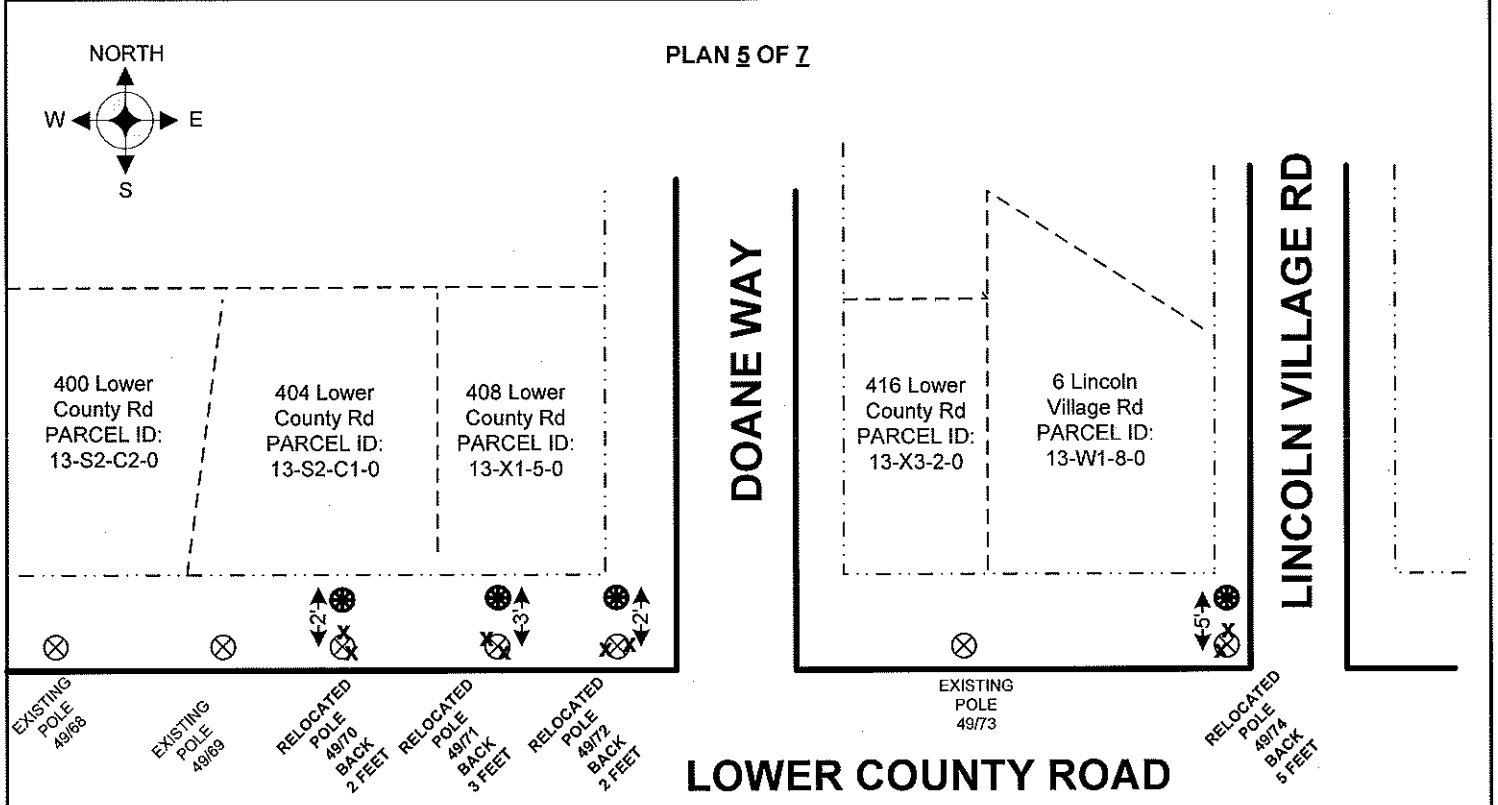 PLAN 5 OF 7
NORTH
W
E
S
400 Lower
County Rd
PARCEL ID:
13-S2-C2-0
404 Lower
County Rd
PARCEL ID:
13-S2-C1-0
408 Lower
County Rd
PARCEL ID:
13-X1-5-0
DOANE WAY
416 Lower
County Rd
PARCEL ID:
13-X3-2-0
6 Lincoln
Village Rd
PARCEL ID:
13-W1-8-0
LINCOLN VILLAGE RD
2'
3'
2'
5'
EXISTING
POLE
49/68
EXISTING
POLE
49/69
RELOCATED
POLE
49/70
BACK
2 FEET
RELOCATED
POLE
49/71
BACK
3 FEET
RELOCATED
POLE
49/72
BACK
2 FEET
EXISTING
POLE
49/73
RELOCATED
POLE
49/74
BACK
5 FEET
LOWER COUNTY ROAD